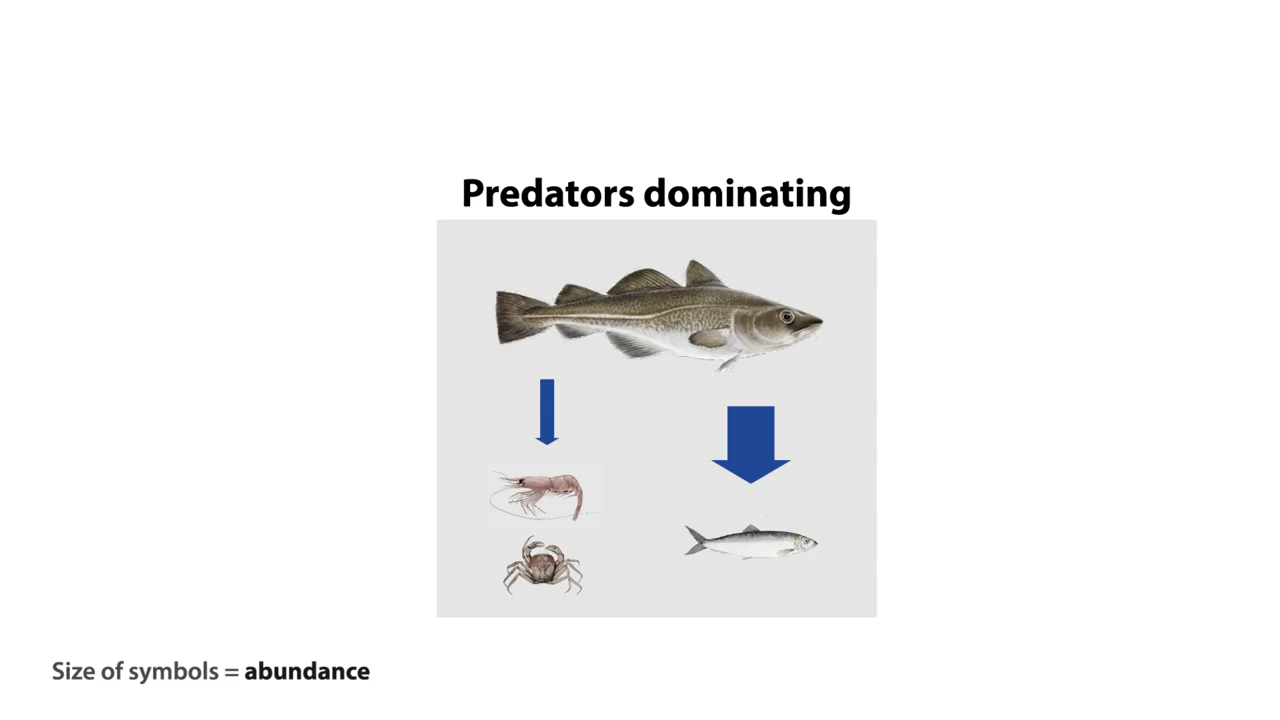 Predators dominating
Size of symbols = abundance